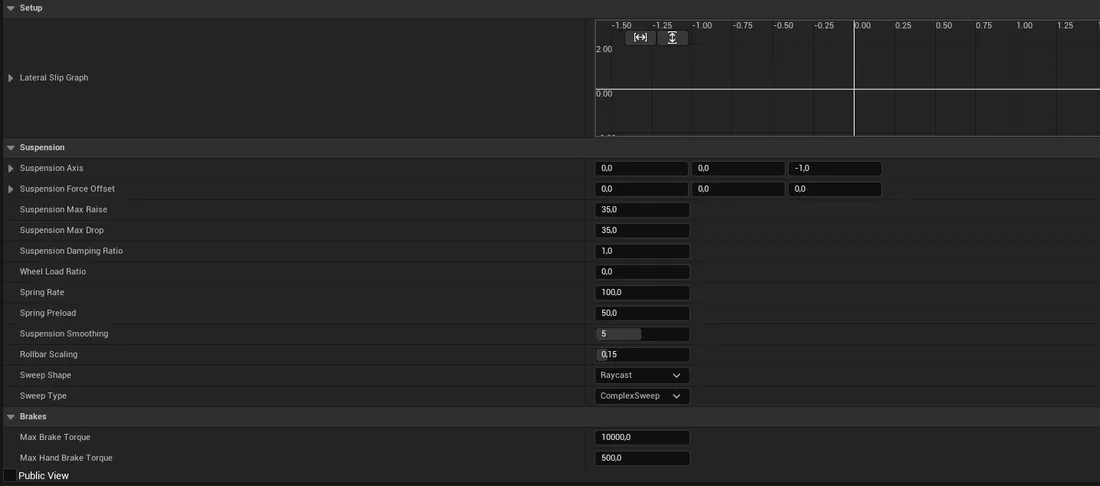 Setup
-1.50 -1.25 -1.00 -0.75 -0.50 -0.25 0.00 0.25 0.50 0.75 1.00 1.25
2.00
Lateral Slip Graph
0.00
Suspension
Suspension Axis 0,0 0,0 -1,0
Suspension Force Offset 0,0 0,0 0,0
Suspension Max Raise 35,0
Suspension Max Drop 35,0
Suspension Damping Ratio 1,0
Wheel Load Ratio 0,0
Spring Rate 100,0
Spring Preload 50,0
Suspension Smoothing 5
Rollbar Scaling 0,15
Sweep Shape Raycast
Sweep Type ComplexSweep
Brakes
Max Brake Torque 10000,0
Max Hand Brake Torque 500,0
Public View